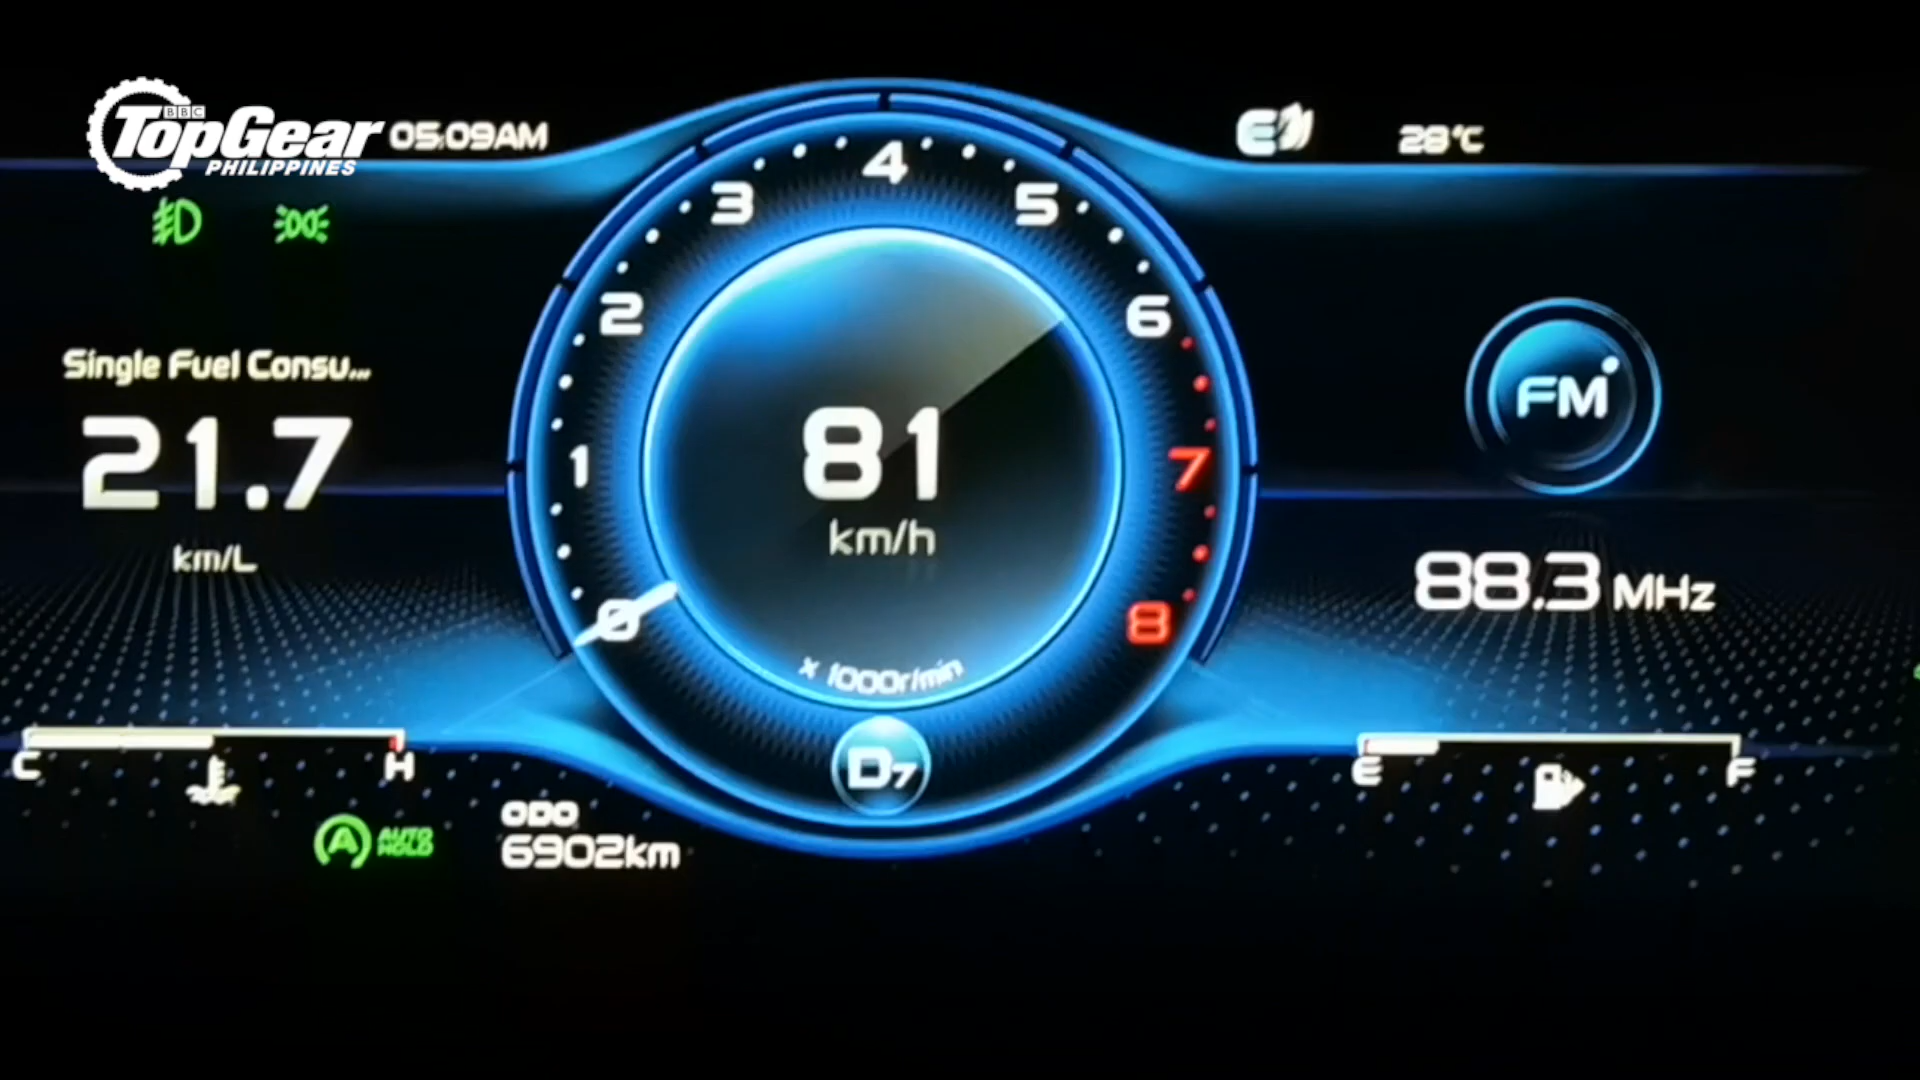 BBC
TopGear
PHILIPPINES
05:09AM
E
28°C
Single Fuel Consu...
21.7
km/L
0
1
2
3
4
5
6
7
8
81
km/h
x 1000r/min
D7
FM
88.3 MHz
C
H
E
F
A AUTO HOLD
ODO
6902km